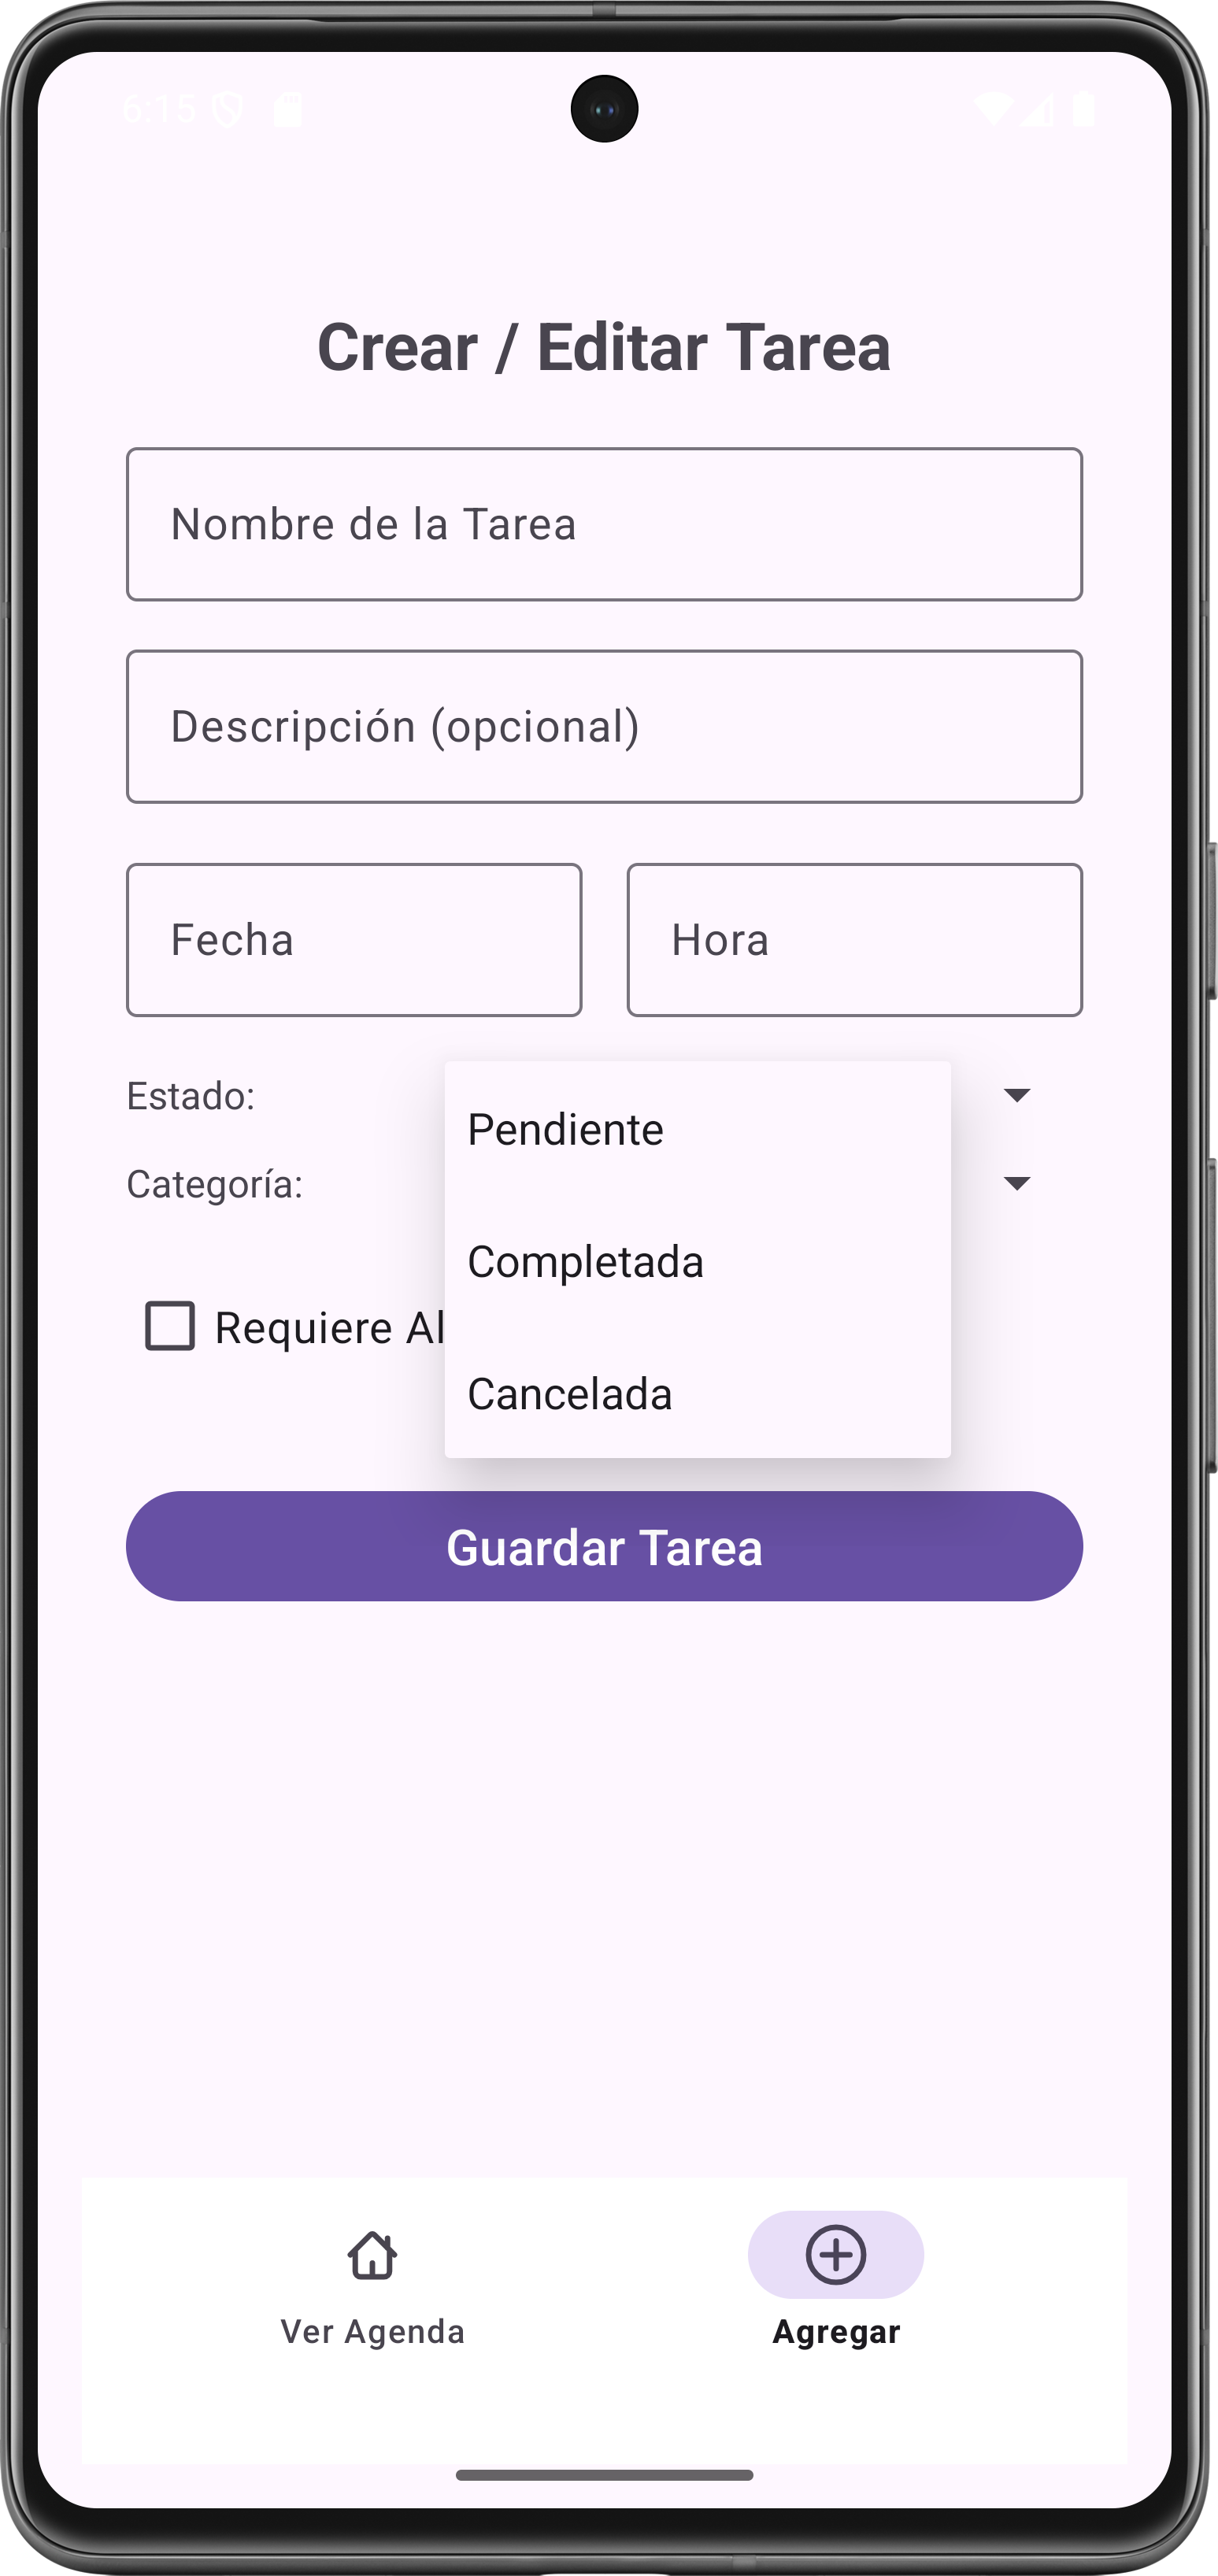 6:15
Crear / Editar Tarea
Nombre de la Tarea
Descripción (opcional)
Fecha Hora
Estado:
Pendiente
Categoría:
Completada
Requiere Al
Cancelada
Guardar Tarea
Ver Agenda Agregar